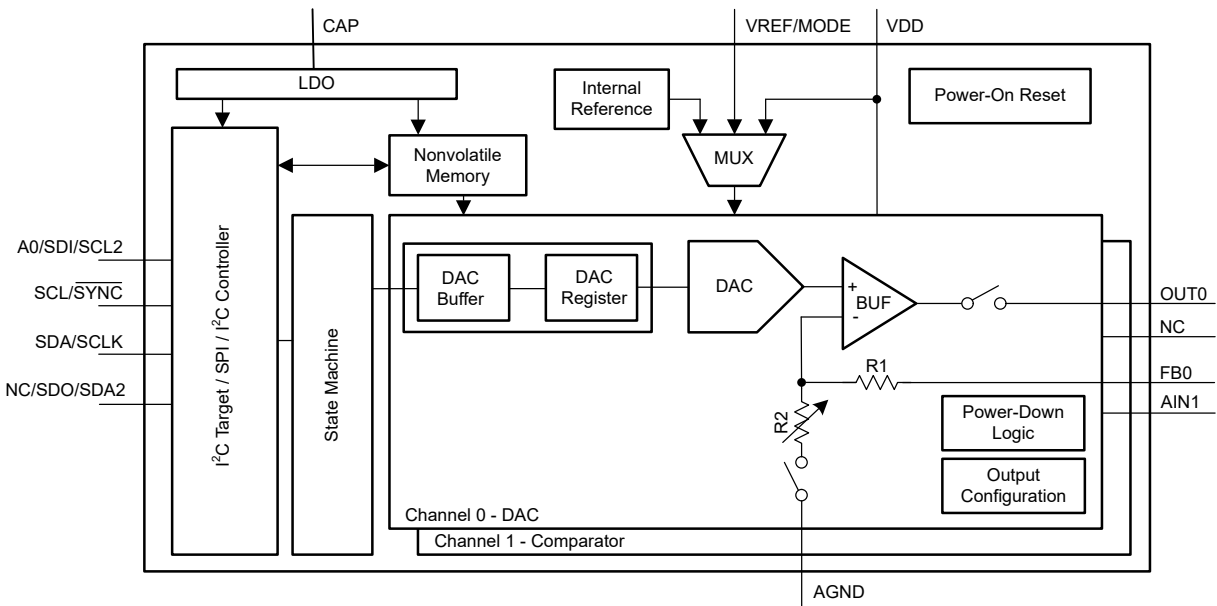 CAP
VREF/MODE
VDD
LDO
Internal
Reference
Power-On Reset
MUX
Nonvolatile
Memory
A0/SDI/SCL2
SCL/SYNC
SDA/SCLK
NC/SDO/SDA2
I²C Target / SPI / I²C Controller
State Machine
DAC
Buffer
DAC
Register
DAC
+
BUF
-
OUT0
NC
R1
FB0
AIN1
R2
Power-Down
Logic
Output
Configuration
Channel 0 - DAC
Channel 1 - Comparator
AGND